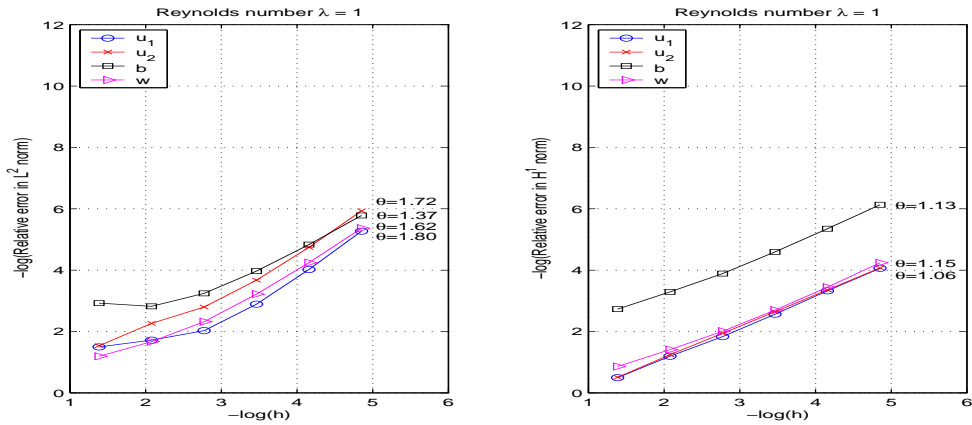 Reynolds number λ = 1
12
10
8
6
4
2
0
1
2
3
4
5
6
−log(h)
−log(Relative error in L² norm)
u₁
u₂
b
w
θ=1.72
θ=1.37
θ=1.62
θ=1.80
Reynolds number λ = 1
12
10
8
6
4
2
0
1
2
3
4
5
6
−log(h)
−log(Relative error in H¹ norm)
u₁
u₂
b
w
θ=1.13
θ=1.15
θ=1.06